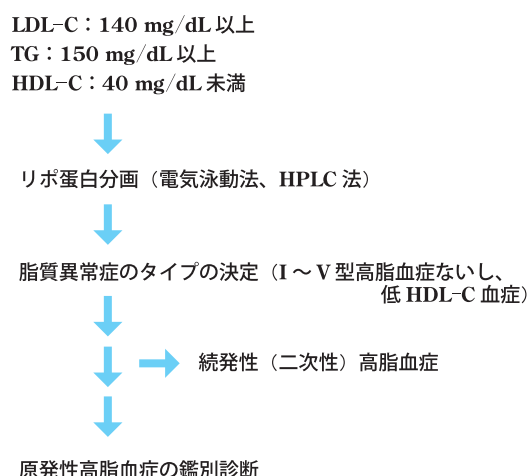 LDL-C：140 mg/dL 以上
TG：150 mg/dL 以上
HDL-C：40 mg/dL 未満
リポ蛋白分画（電気泳動法、HPLC 法）
脂質異常症のタイプの決定（I ～ V 型高脂血症ないし、
低 HDL-C 血症）
続発性（二次性）高脂血症
原発性高脂血症の鑑別診断